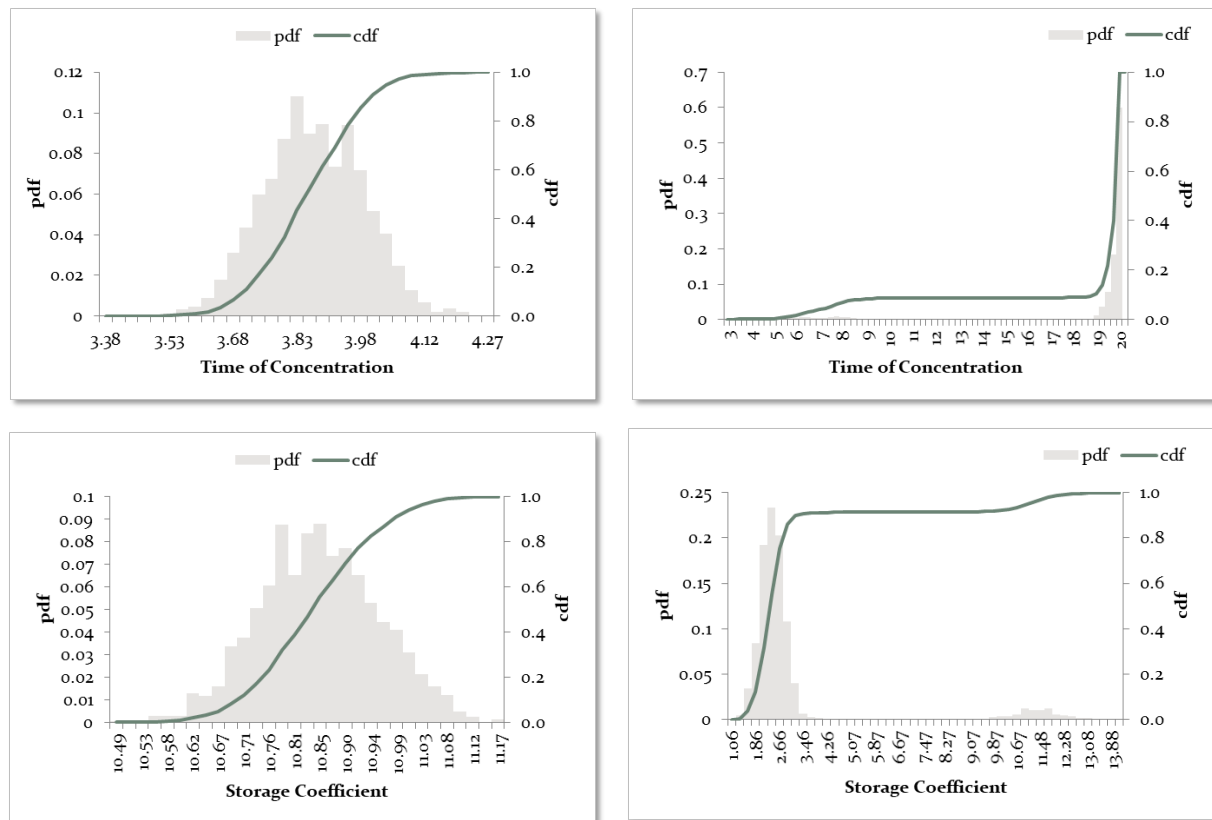 pdf cdf
0.12 1.0
0.1 0.8
0.08 0.6
0.06
0.04 0.4
0.02 0.2
0 0.0
pdf
cdf
3.38 3.53 3.68 3.83 3.98 4.12 4.27
Time of Concentration
pdf cdf
0.7 1.0
0.6 0.8
0.5
0.4 0.6
0.3 0.4
0.2 0.2
0.1
0 0.0
pdf
cdf
3 4 5 6 7 8 9 10 11 12 13 14 15 16 17 18 19 20
Time of Concentration
pdf cdf
0.1 1.0
0.09
0.08 0.8
0.07
0.06 0.6
0.05
0.04 0.4
0.03
0.02 0.2
0.01
0 0.0
pdf
cdf
10.49 10.53 10.58 10.62 10.67 10.71 10.76 10.81 10.85 10.90 10.94 10.99 11.03 11.08 11.12 11.17
Storage Coefficient
pdf cdf
0.25 1.0
0.2 0.8
0.15 0.6
0.1 0.4
0.05 0.2
0 0.0
pdf
cdf
1.06 1.86 2.66 3.46 4.26 5.07 5.87 6.67 7.47 8.27 9.07 9.87 10.67 11.48 12.28 13.08 13.88
Storage Coefficient